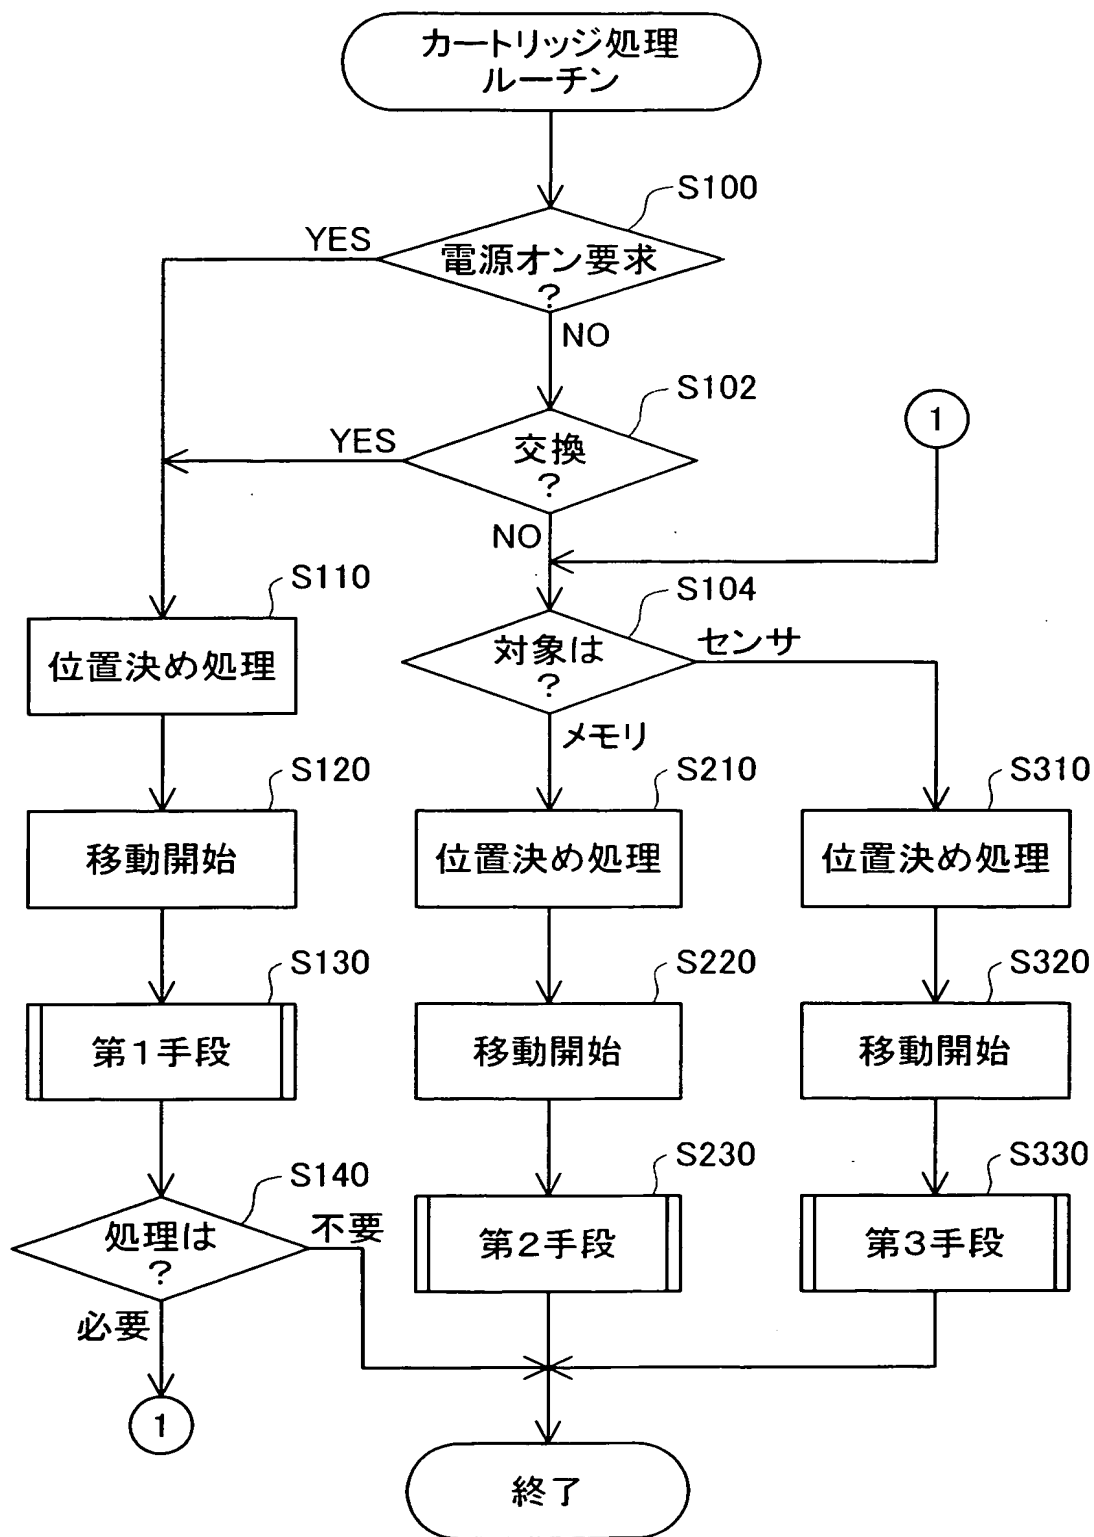 カートリッジ処理
ルーチン
S100
YES
電源オン要求
?
NO
S102
YES
交換
?
NO
1
S104
対象は
?
センサ
メモリ
S110
位置決め処理
S120
移動開始
S130
第1手段
S140
処理は
?
不要
必要
1
S210
位置決め処理
S220
移動開始
S230
第2手段
S310
位置決め処理
S320
移動開始
S330
第3手段
終了